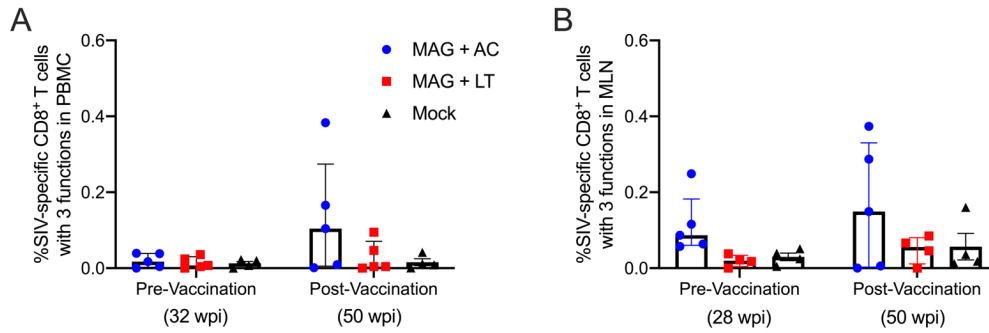 A
%SIV-specific CD8⁺ T cells
with 3 functions in PBMC
0.6
0.4
0.2
0.0
MAG + AC
MAG + LT
Mock
Pre-Vaccination
(32 wpi)
Post-Vaccination
(50 wpi)
B
%SIV-specific CD8⁺ T cells
with 3 functions in MLN
0.6
0.4
0.2
0.0
Pre-Vaccination
(28 wpi)
Post-Vaccination
(50 wpi)